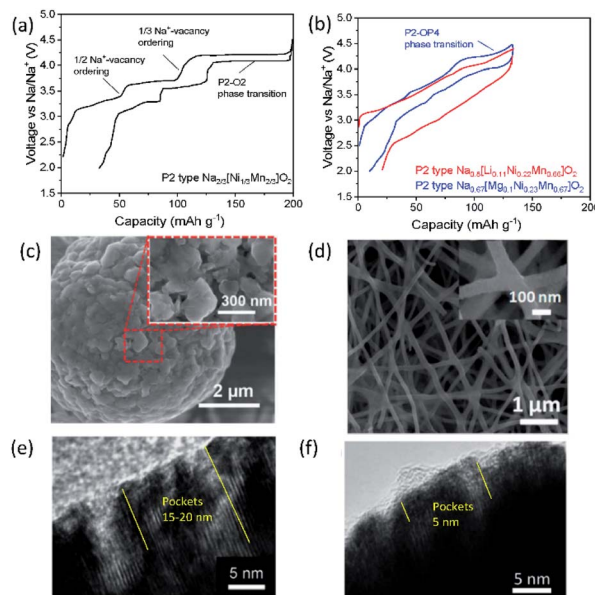 (a)
Voltage vs Na/Na⁺ (V)
5.0
4.5
4.0
3.5
3.0
2.5
2.0
1.5
1/3 Na⁺-vacancy
ordering
1/2 Na⁺-vacancy
ordering
P2-O2
phase transition
P2 type Na₂/₃[Ni₁/₃Mn₂/₃]O₂
0 50 100 150 200
Capacity (mAh g⁻¹)
(b)
Voltage vs Na/Na⁺ (V)
5.0
4.5
4.0
3.5
3.0
2.5
2.0
1.5
P2-OP4
phase transition
P2 type Na₀.₈[Li₀.₁₁Ni₀.₂₂Mn₀.₆₆]O₂
P2 type Na₀.₆₇[Mg₀.₁Ni₀.₂₃Mn₀.₆₇]O₂
0 50 100 150 200
Capacity (mAh g⁻¹)
(c)
300 nm
2 μm
(d)
100 nm
1 μm
(e)
Pockets
15-20 nm
5 nm
(f)
Pockets
5 nm
5 nm